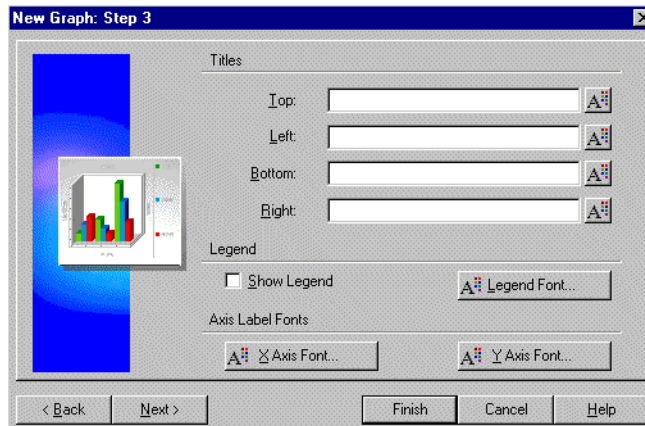 New Graph: Step 3
Titles
Top:
Left:
Bottom:
Right:
Legend
Show Legend
Legend Font...
Axis Label Fonts
X Axis Font...
Y Axis Font...
< Back
Next >
Finish
Cancel
Help